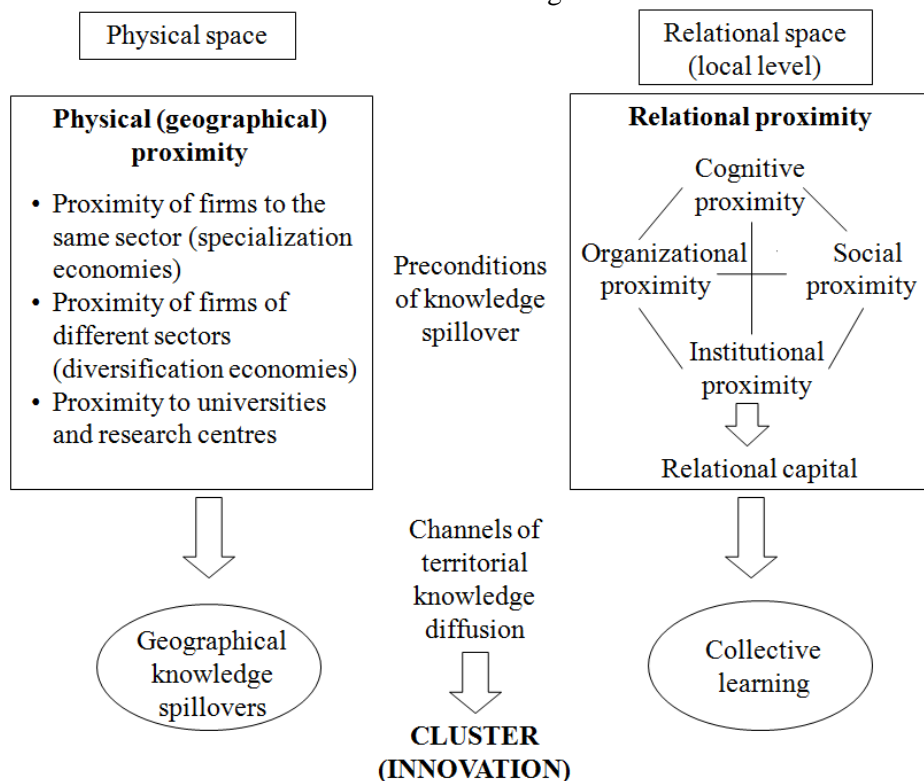 Physical space
Relational space
(local level)
Physical (geographical)
proximity
• Proximity of firms to the
same sector (specialization
economies)
• Proximity of firms of
different sectors
(diversification economies)
• Proximity to universities
and research centres
Preconditions
of knowledge
spillover
Relational proximity
Cognitive
proximity
Organizational
proximity
Social
proximity
Institutional
proximity
Relational capital
Channels of
territorial
knowledge
diffusion
Geographical
knowledge
spillovers
Collective
learning
CLUSTER
(INNOVATION)